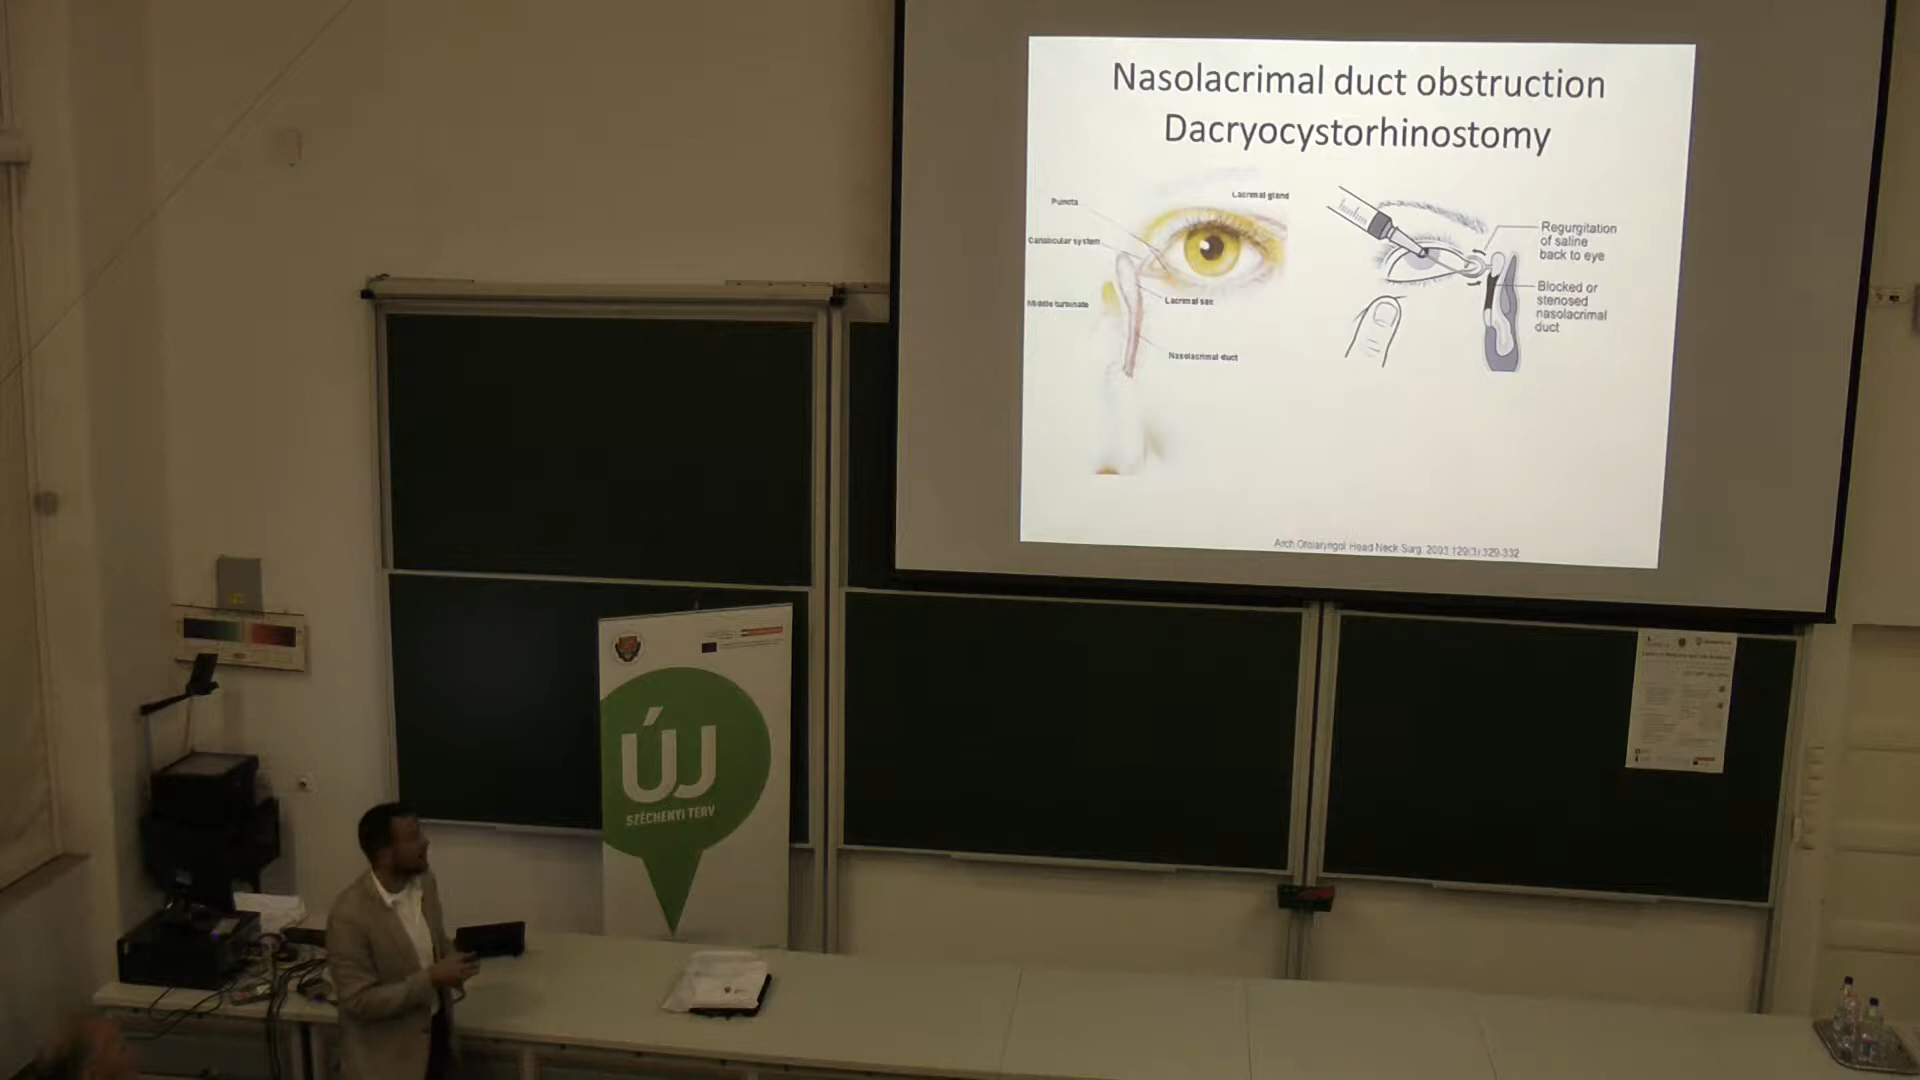 Nasolacrimal duct obstruction
Dacryocystorhinostomy
Lacrimal gland
Puncta
Canalicular system
Middle turbinate
Lacrimal sac
Nasolacrimal duct
Regurgitation
of saline
back to eye
Blocked or
stenosed
nasolacrimal
duct
Arch Otolaryngol Head Neck Surg. 2003;129(3):329-332
ÚJ
SZÉCHENYI TERV